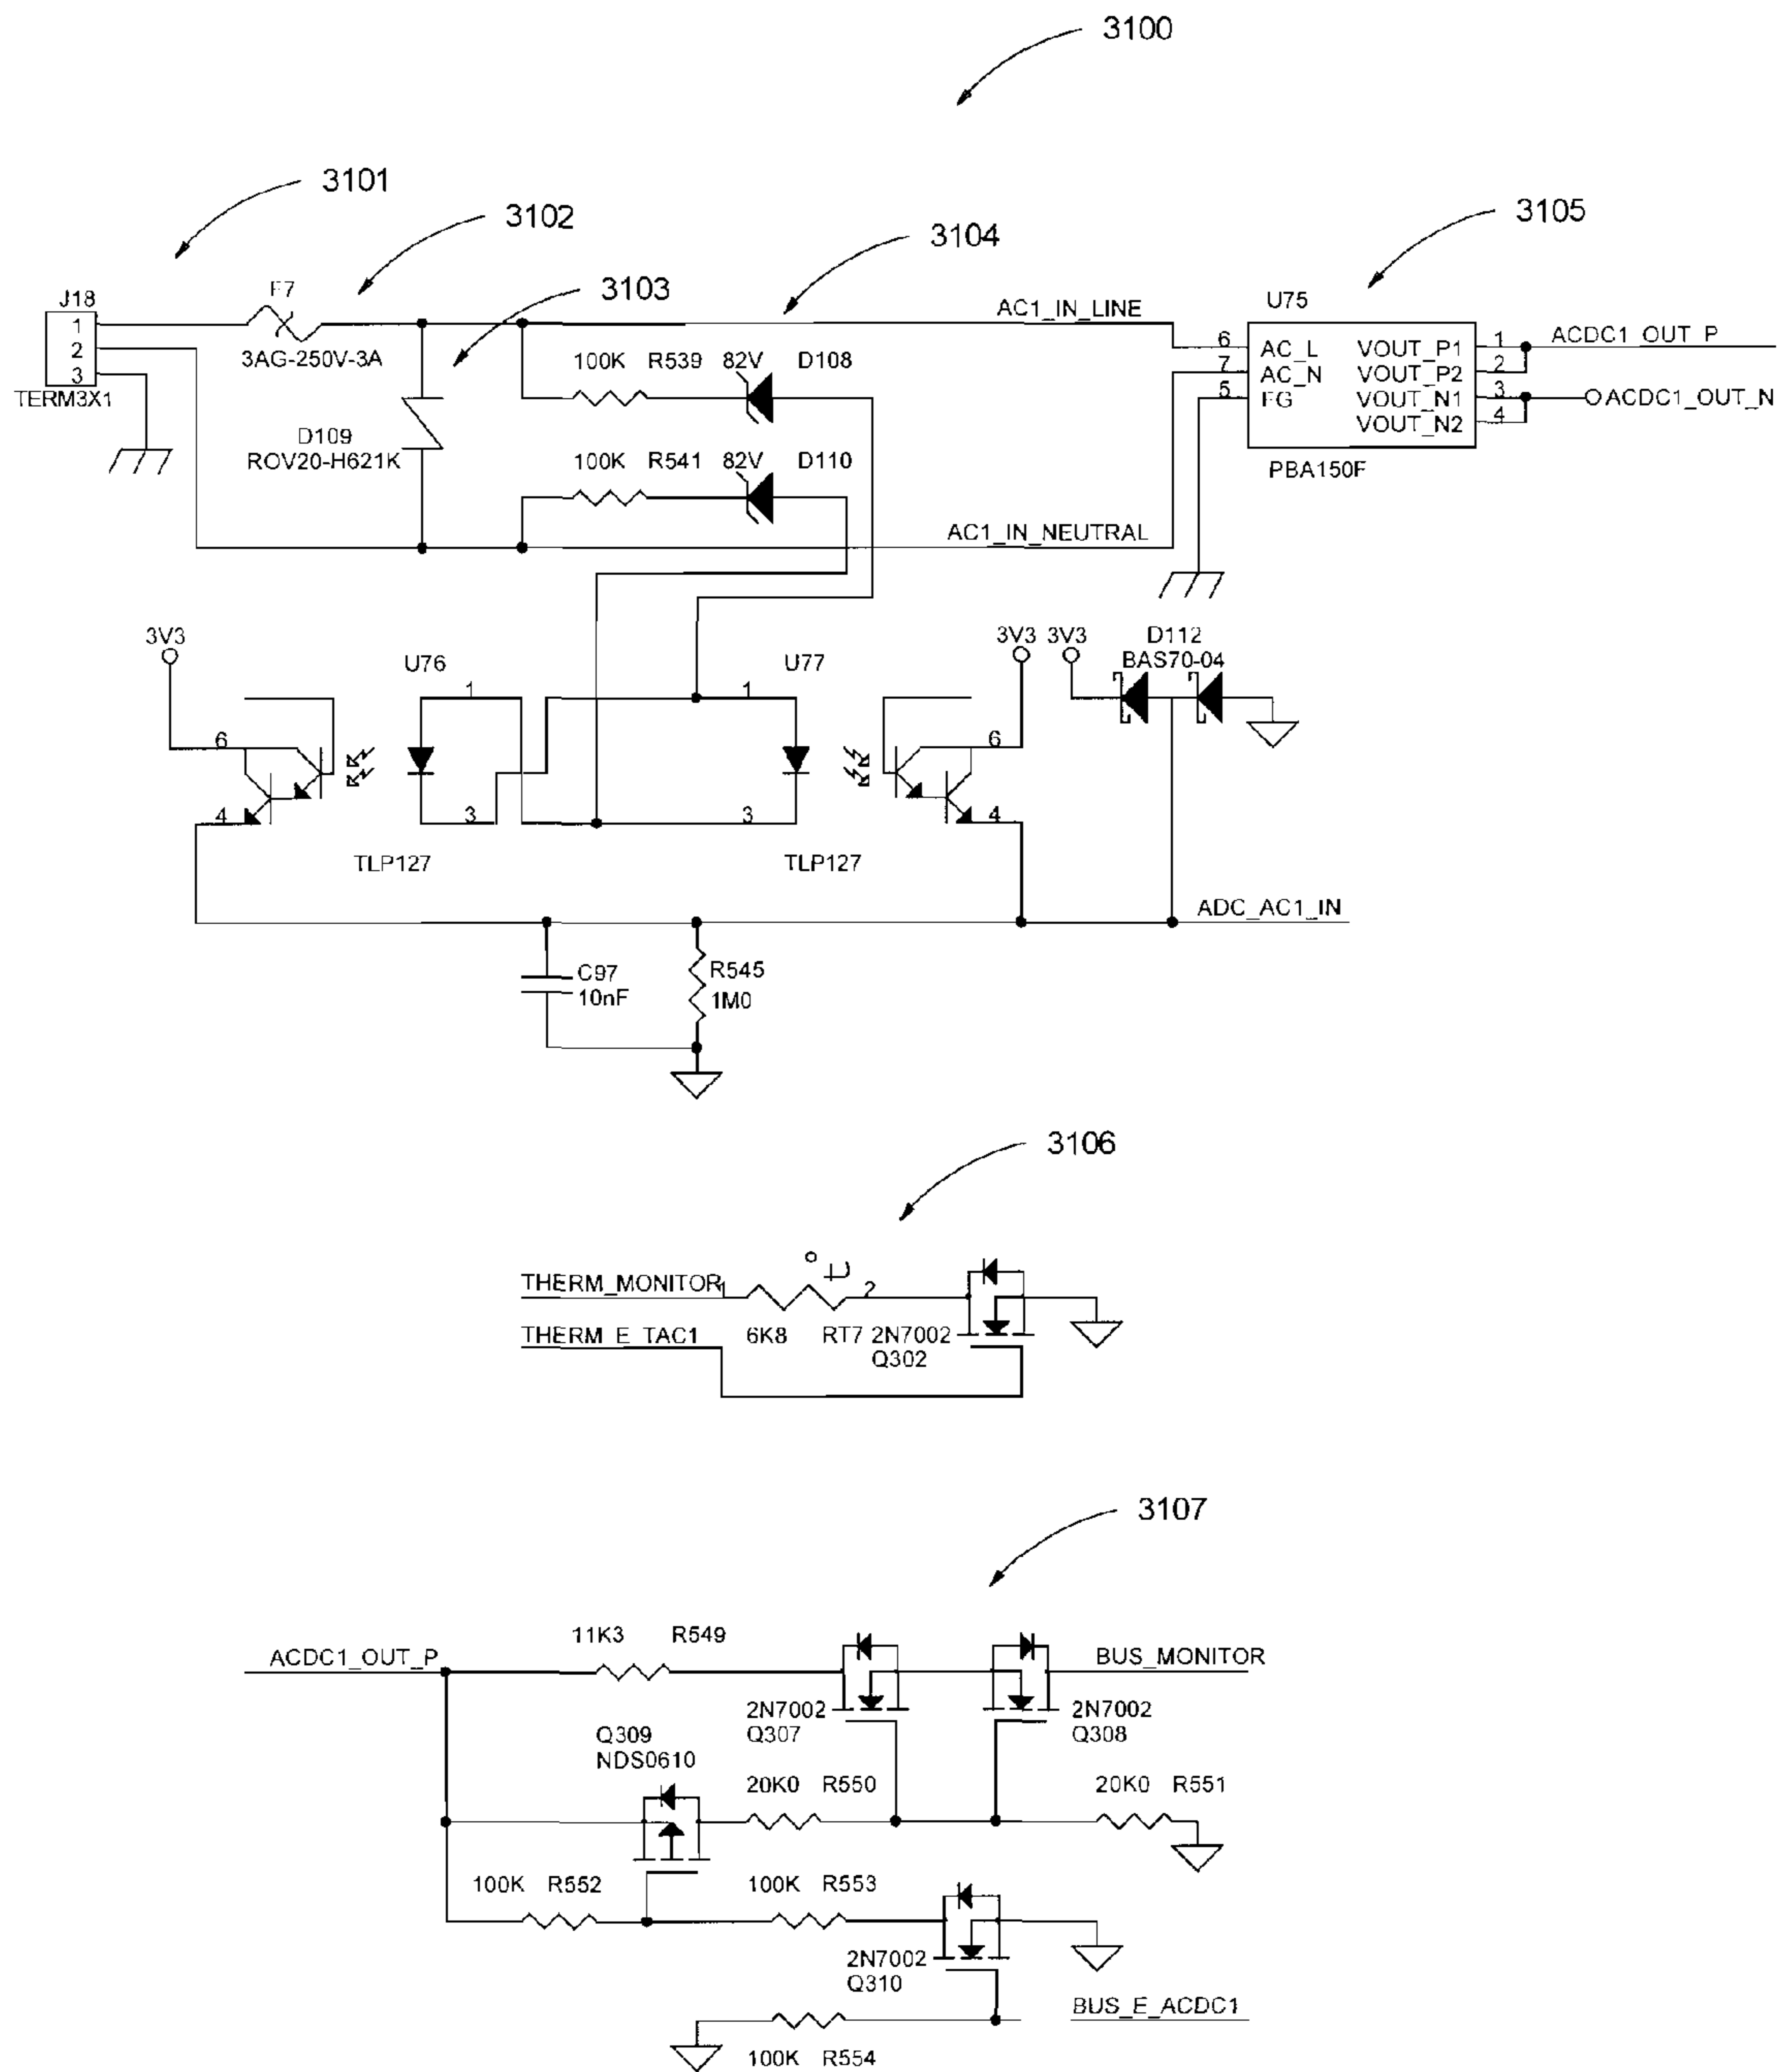 3100
3101
3102
3103
3104
3105
J18
1
2
3
TERM3X1
F7
3AG-250V-3A
D109
ROV20-H621K
100K R539 82V D108
100K R541 82V D110
AC1_IN_LINE
AC1_IN_NEUTRAL
U75
6 AC_L VOUT_P1 1
7 AC_N VOUT_P2 2
5 FG VOUT_N1 3
VOUT_N2 4
PBA150F
ACDC1_OUT_P
ACDC1_OUT_N
3V3
U76
U77
3V3 3V3
D112
BAS70-04
6
4
1
3
1
3
6
4
TLP127
TLP127
ADC_AC1_IN
C97
10nF
R545
1M0
3106
THERM_MONITOR
1
2
THERM_E_TAC1
6K8 RT7 2N7002
Q302
3107
ACDC1_OUT_P
11K3 R549
BUS_MONITOR
2N7002
Q307
2N7002
Q308
Q309
NDS0610
20K0 R550
20K0 R551
100K R552
100K R553
2N7002
Q310
BUS_E_ACDC1
100K R554